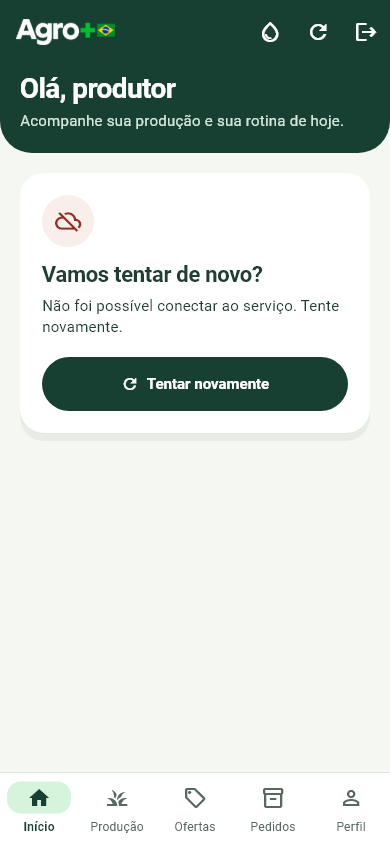 Agro+
Olá, produtor
Acompanhe sua produção e sua rotina de hoje.
Vamos tentar de novo?
Não foi possível conectar ao serviço. Tente
novamente.
Tentar novamente
Início
Produção
Ofertas
Pedidos
Perfil